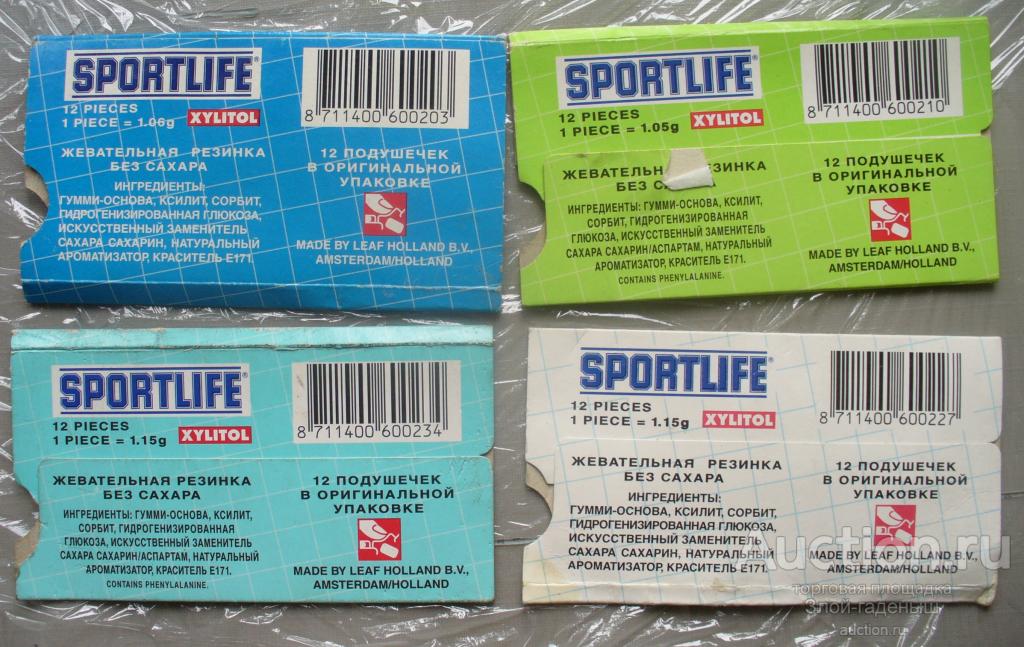 SPORTLIFE®
12 PIECES
1 PIECE = 1.06g XYLITOL
8 711400 600203
ЖЕВАТЕЛЬНАЯ РЕЗИНКА
БЕЗ САХАРА
ИНГРЕДИЕНТЫ:
ГУММИ-ОСНОВА, КСИЛИТ, СОРБИТ,
ГИДРОГЕНИЗИРОВАННАЯ ГЛЮКОЗА,
ИСКУССТВЕННЫЙ ЗАМЕНИТЕЛЬ
САХАРА САХАРИН, НАТУРАЛЬНЫЙ
АРОМАТИЗАТОР, КРАСИТЕЛЬ Е171.
12 ПОДУШЕЧЕК
В ОРИГИНАЛЬНОЙ
УПАКОВКЕ
MADE BY LEAF HOLLAND B.V.,
AMSTERDAM/HOLLAND
SPORTLIFE®
12 PIECES
1 PIECE = 1.05g XYLITOL
8 711400 600210
ЖЕВАТЕЛЬНАЯ РЕЗИНКА
БЕЗ
ИНГРЕДИЕНТЫ: ГУММИ-ОСНОВА, КСИЛИТ,
СОРБИТ, ГИДРОГЕНИЗИРОВАННАЯ
ГЛЮКОЗА, ИСКУССТВЕННЫЙ ЗАМЕНИТЕЛЬ
САХАРА САХАРИН/АСПАРТАМ, НАТУРАЛЬНЫЙ
АРОМАТИЗАТОР, КРАСИТЕЛЬ Е171.
CONTAINS PHENYLALANINE.
12 ПОДУШЕЧЕК
В ОРИГИНАЛЬНОЙ
УПАКОВКЕ
MADE BY LEAF HOLLAND B.V.,
AMSTERDAM/HOLLAND
SPORTLIFE®
12 PIECES
1 PIECE = 1.15g XYLITOL
8 711400 600234
ЖЕВАТЕЛЬНАЯ РЕЗИНКА
БЕЗ САХАРА
ИНГРЕДИЕНТЫ: ГУММИ-ОСНОВА, КСИЛИТ,
СОРБИТ, ГИДРОГЕНИЗИРОВАННАЯ
ГЛЮКОЗА, ИСКУССТВЕННЫЙ ЗАМЕНИТЕЛЬ
САХАРА САХАРИН/АСПАРТАМ, НАТУРАЛЬНЫЙ
АРОМАТИЗАТОР, КРАСИТЕЛЬ Е171.
CONTAINS PHENYLALANINE.
12 ПОДУШЕЧЕК
В ОРИГИНАЛЬНОЙ
УПАКОВКЕ
MADE BY LEAF HOLLAND B.V.,
AMSTERDAM/HOLLAND
SPORTLIFE®
12 PIECES
1 PIECE = 1.15g XYLITOL
8 711400 600227
ЖЕВАТЕЛЬНАЯ РЕЗИНКА
БЕЗ САХАРА
ИНГРЕДИЕНТЫ:
ГУММИ-ОСНОВА, КСИЛИТ, СОРБИТ,
ГИДРОГЕНИЗИРОВАННАЯ ГЛЮКОЗА,
ИСКУССТВЕННЫЙ ЗАМЕНИТЕЛЬ
САХАРА САХАРИН, НАТУРАЛЬНЫЙ
АРОМАТИЗАТОР, КРАСИТЕЛЬ Е171.
12 ПОДУШЕЧЕК
В ОРИГИНАЛЬНОЙ
УПАКОВКЕ
MADE BY LEAF HOLLAND B.V.,
AMSTERDAM/HOLLAND
Auction.ru
торговая площадка
Злой-гаденыш
auction.ru